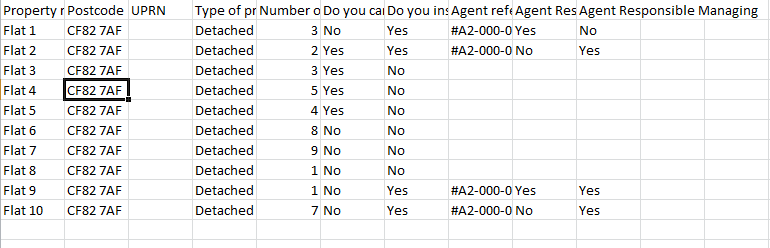 Property Postcode UPRN Type of Number Do you Do you Agent Agent Agent Responsible Managing
Flat 1 CF82 7AF Detached 3 No Yes #A2-000-0 Yes No
Flat 2 CF82 7AF Detached 2 Yes Yes #A2-000-0 No Yes
Flat 3 CF82 7AF Detached 3 Yes No
Flat 4 CF82 7AF Detached 5 Yes No
Flat 5 CF82 7AF Detached 4 Yes No
Flat 6 CF82 7AF Detached 8 No No
Flat 7 CF82 7AF Detached 9 No No
Flat 8 CF82 7AF Detached 1 No No
Flat 9 CF82 7AF Detached 1 No Yes #A2-000-0 Yes Yes
Flat 10 CF82 7AF Detached 7 No Yes #A2-000-0 No Yes